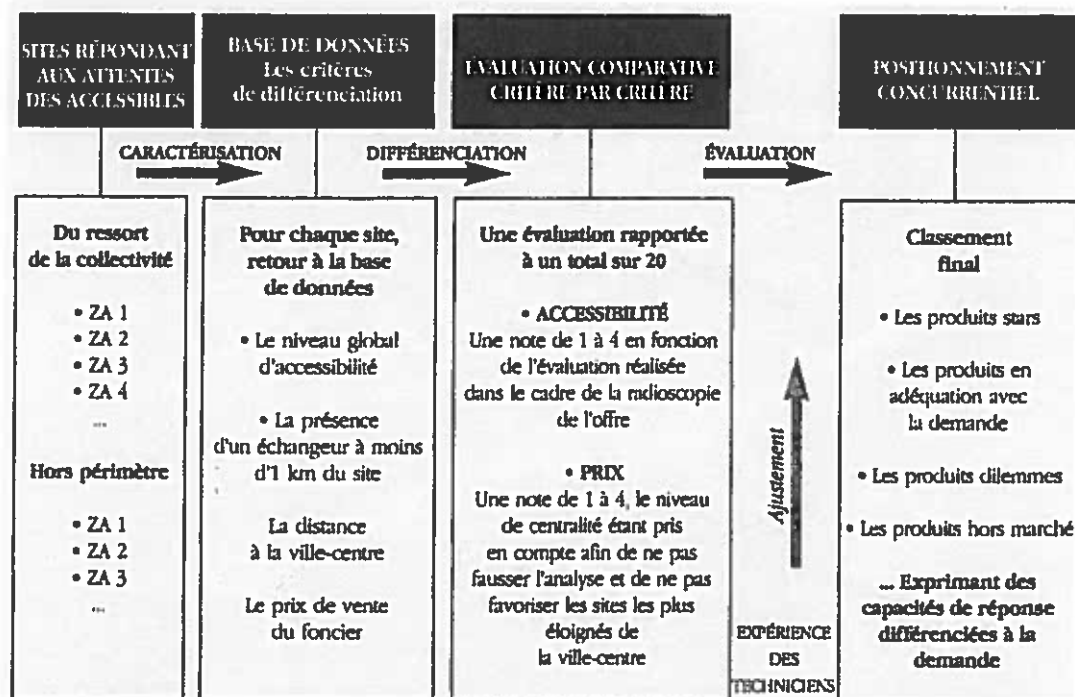 SITES RÉPONDANT
AUX ATTENTES
DES ACCESSIBLES
BASE DE DONNÉES
Les critères
de différenciation
ÉVALUATION COMPARATIVE
CRITÈRE PAR CRITÈRE
POSITIONNEMENT
CONCURRENTIEL
CARACTÉRISATION
DIFFÉRENCIATION
ÉVALUATION
Du ressort
de la collectivité
• ZA 1
• ZA 2
• ZA 3
• ZA 4
...
Hors périmètre
• ZA 1
• ZA 2
• ZA 3
...
Pour chaque site,
retour à la base
de données
• Le niveau global
d'accessibilité
• La présence
d'un échangeur à moins
d'1 km du site
La distance
à la ville-centre
Le prix de vente
du foncier
Une évaluation rapportée
à un total sur 20
• ACCESSIBILITÉ
Une note de 1 à 4 en fonction
de l'évaluation réalisée
dans le cadre de la radioscopie
de l'offre
• PRIX
Une note de 1 à 4, le niveau
de centralité étant pris
en compte afin de ne pas
fausser l'analyse et de ne pas
favoriser les sites les plus
éloignés de
la ville-centre
Ajustement
EXPÉRIENCE
DES
TECHNICIENS
Classement
final
• Les produits stars
• Les produits en
adéquation avec
la demande
• Les produits dilemmes
• Les produits hors marché
... Exprimant des
capacités de réponse
différenciées à la
demande